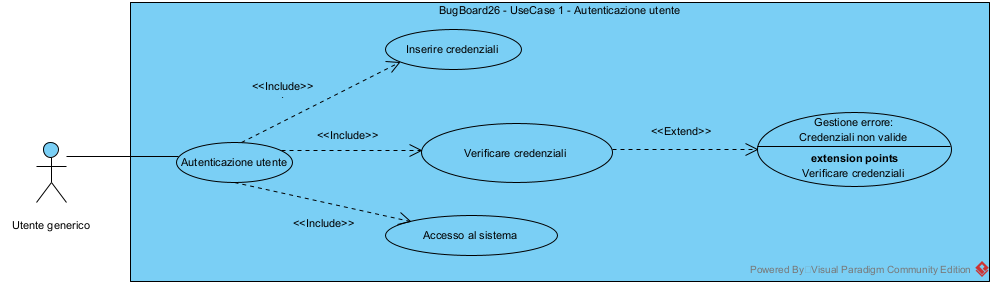 BugBoard26 - UseCase 1 - Autenticazione utente
Inserire credenziali
<<Include>>
Gestione errore:
Credenziali non valide
<<Extend>>
<<Include>>
Verificare credenziali
extension points
Verificare credenziali
Autenticazione utente
Utente generico
<<Include>>
Accesso al sistema
Powered By Visual Paradigm Community Edition